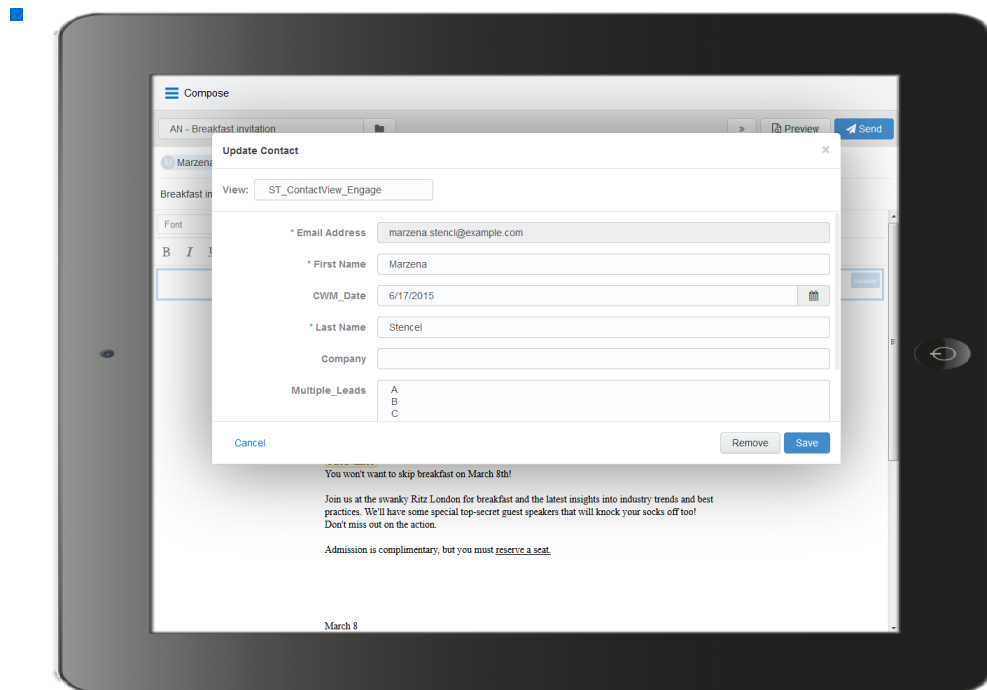 Compose
AN - Breakfast invitation
» Preview Send
Marzena
Breakfast in
Font
B I U
Update Contact ×
View: ST_ContactView_Engage
* Email Address marzena.stencl@example.com
* First Name Marzena
CWM_Date 6/17/2015
* Last Name Stencel
Company
Multiple_Leads A
B
C
Cancel Remove Save
You won't want to skip breakfast on March 8th!
Join us at the swanky Ritz London for breakfast and the latest insights into industry trends and best
practices. We'll have some special top-secret guest speakers that will knock your socks off too!
Don't miss out on the action.
Admission is complimentary, but you must reserve a seat.
March 8